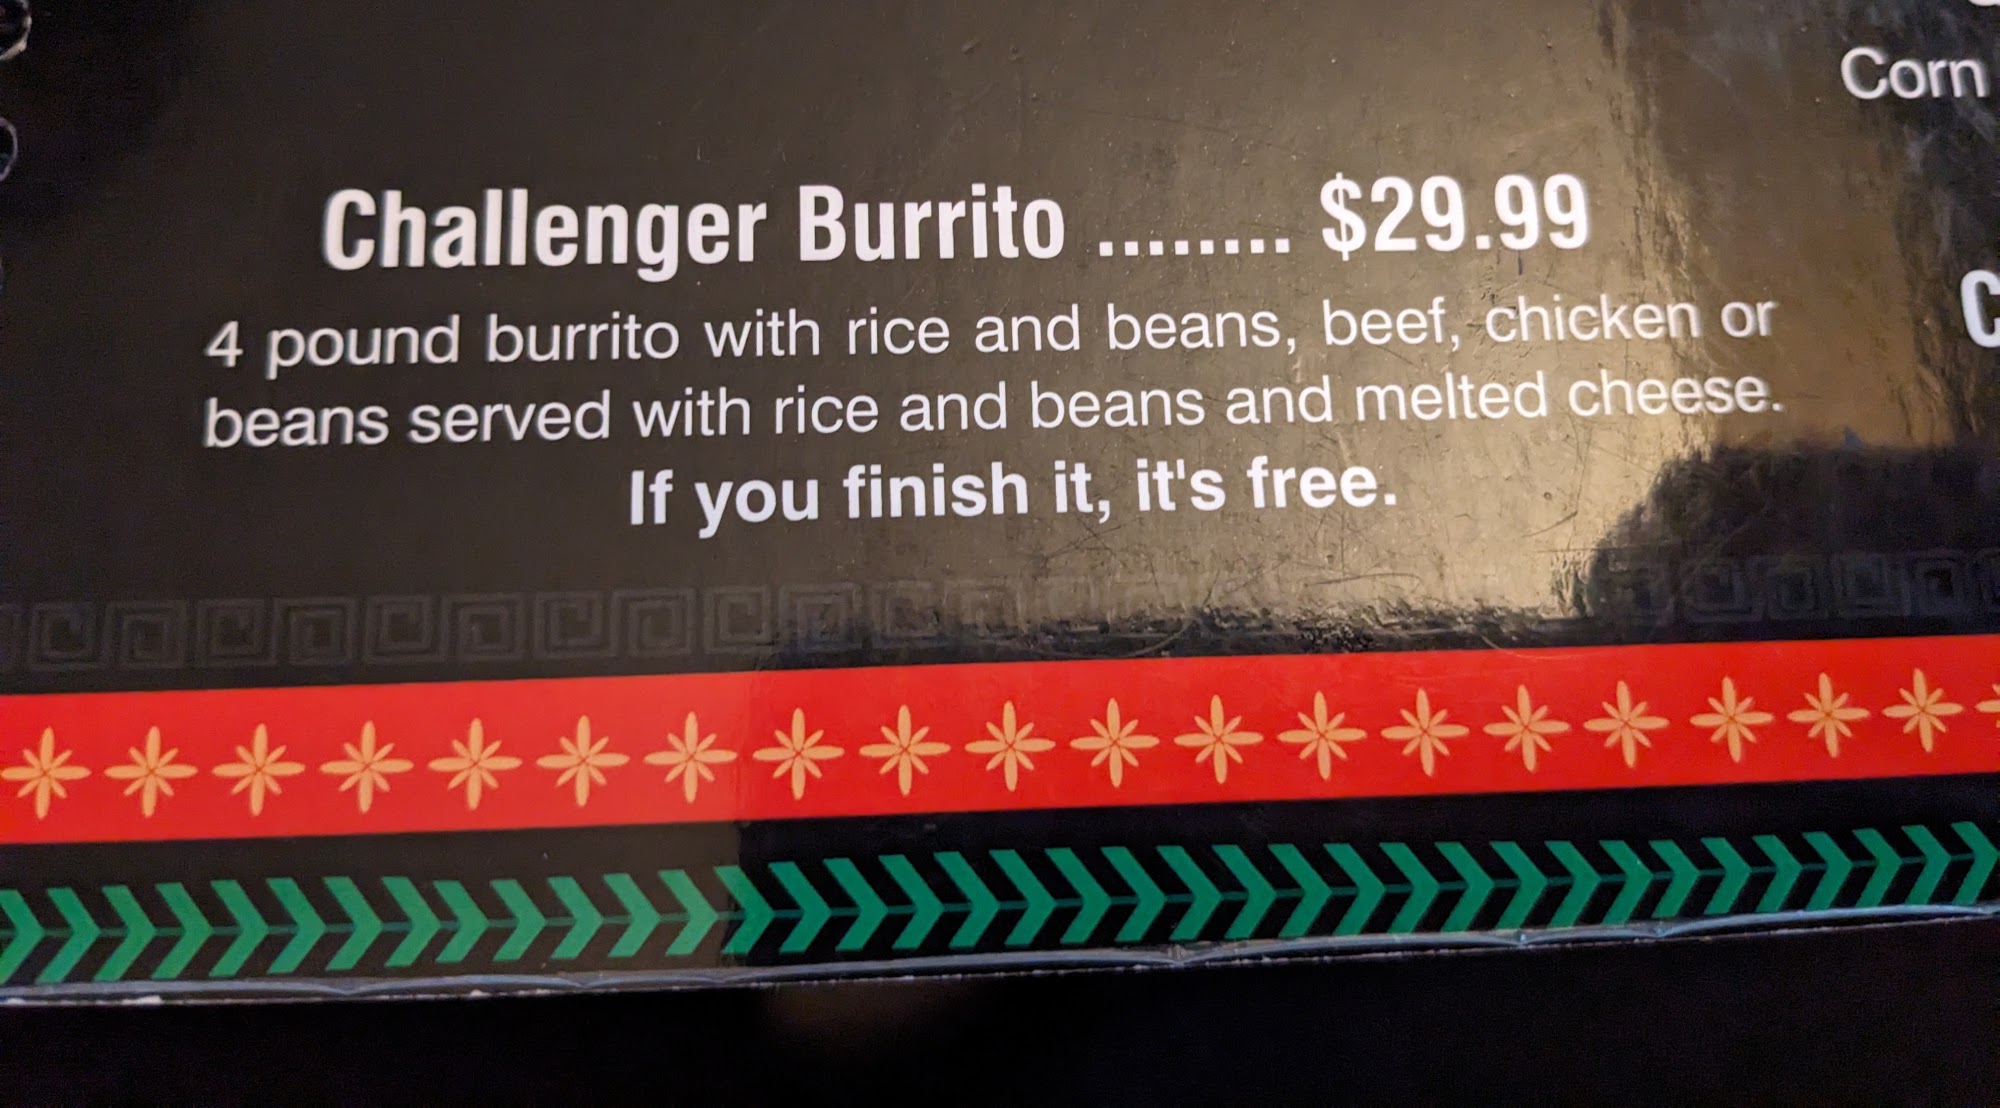 Corn
Challenger Burrito ........ $29.99
4 pound burrito with rice and beans, beef, chicken or
beans served with rice and beans and melted cheese.
If you finish it, it's free.
C